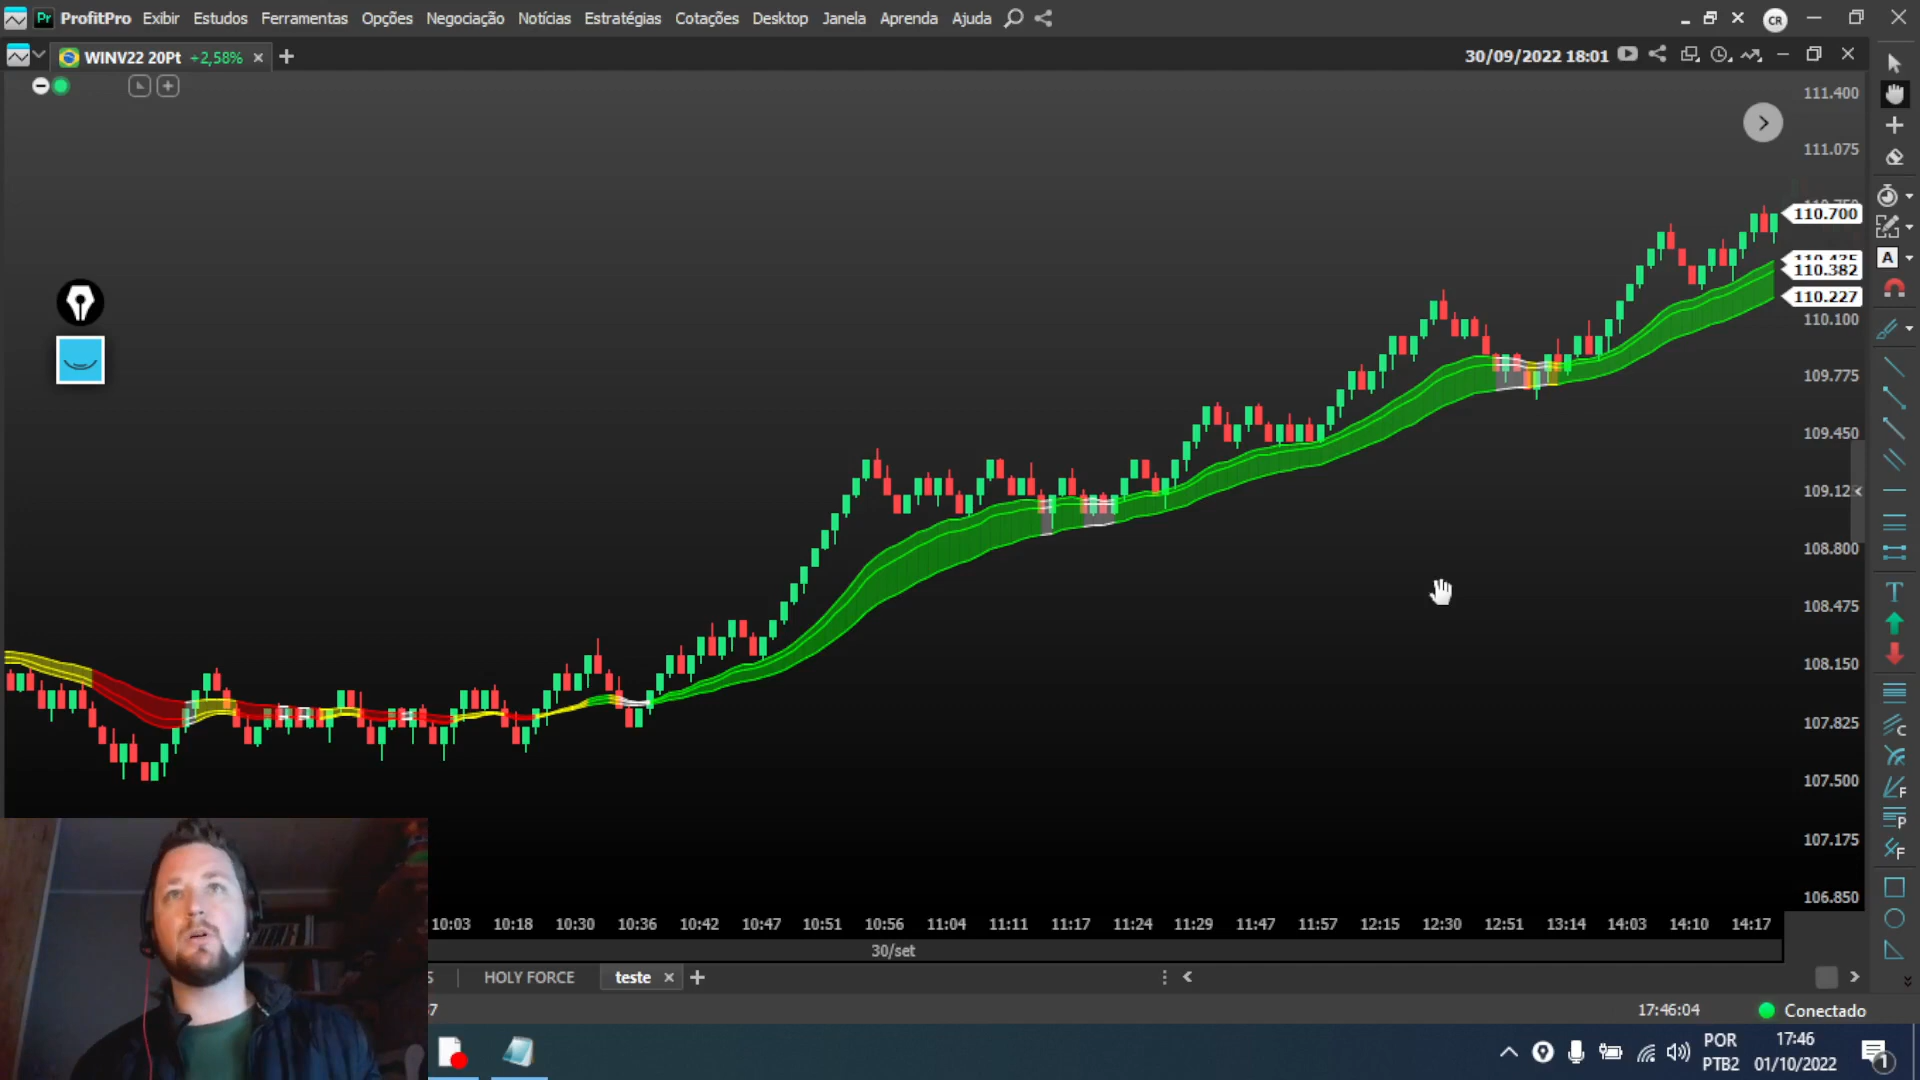 Pr ProfitPro Exibir Estudos Ferramentas Opções Negociação Notícias Estratégias Cotações Desktop Janela Aprenda Ajuda CR
WINV22 20Pt +2,58% 30/09/2022 18:01
111.400
111.075
110.700
110.382
110.227
110.100
109.775
109.450
109.12
108.800
108.475
108.150
107.825
107.500
107.175
106.850
A
T
C
F
P
F
10:03 10:18 10:30 10:36 10:42 10:47 10:51 10:56 11:04 11:11 11:17 11:24 11:29 11:47 11:57 12:15 12:30 12:51 13:14 14:03 14:10 14:17
30/set
S HOLY FORCE teste
17:46:04 Conectado
POR 17:46
PTB2 01/10/2022 1